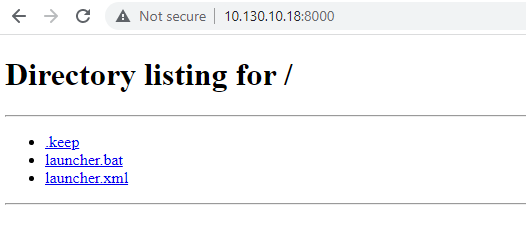 Not secure | 10.130.10.18:8000
Directory listing for /
.keep
launcher.bat
launcher.xml